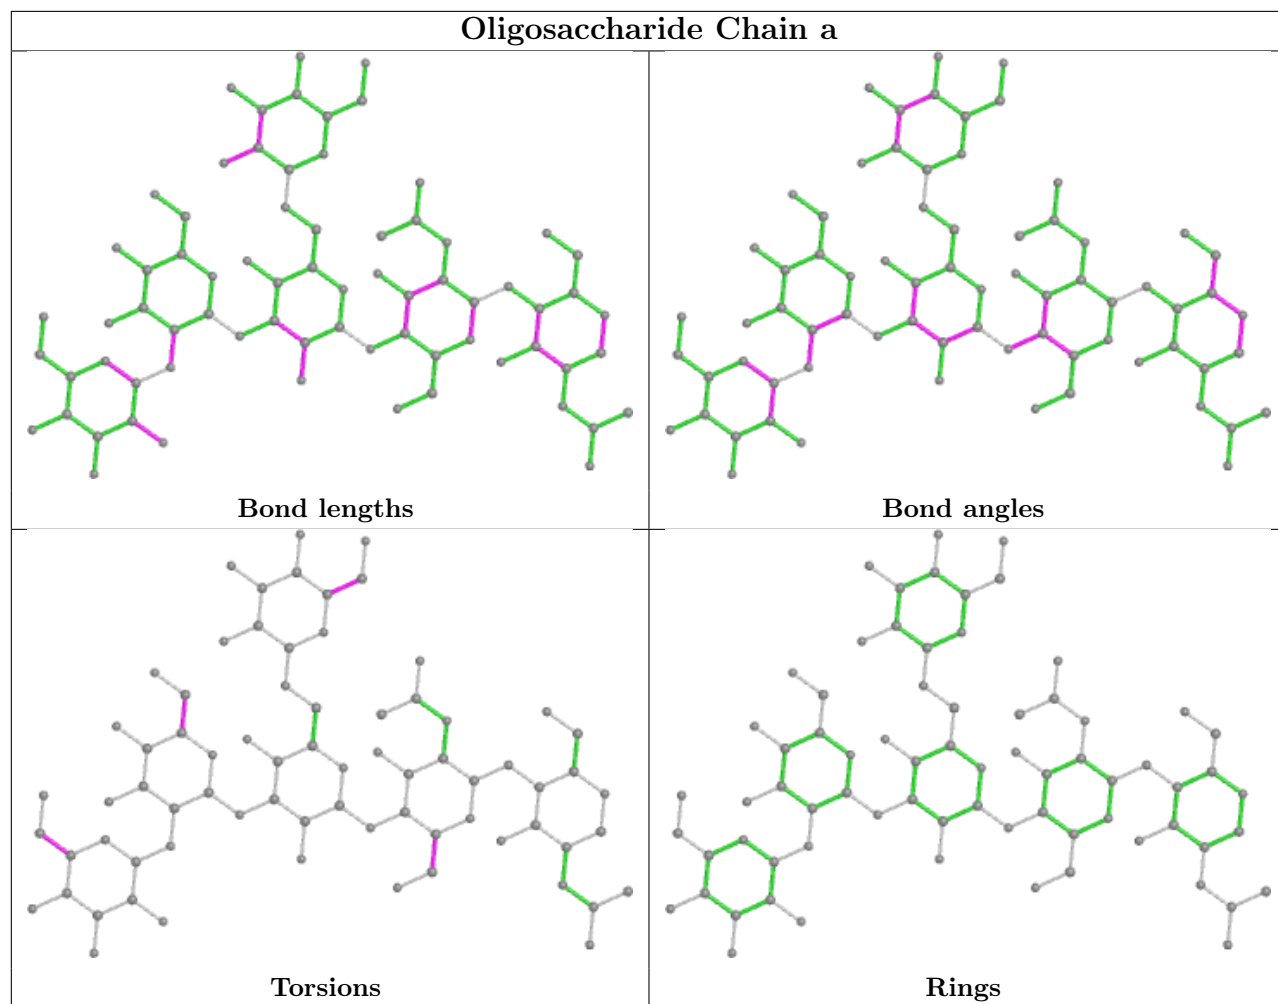 Oligosaccharide Chain a
Bond lengths
Bond angles
Torsions
Rings